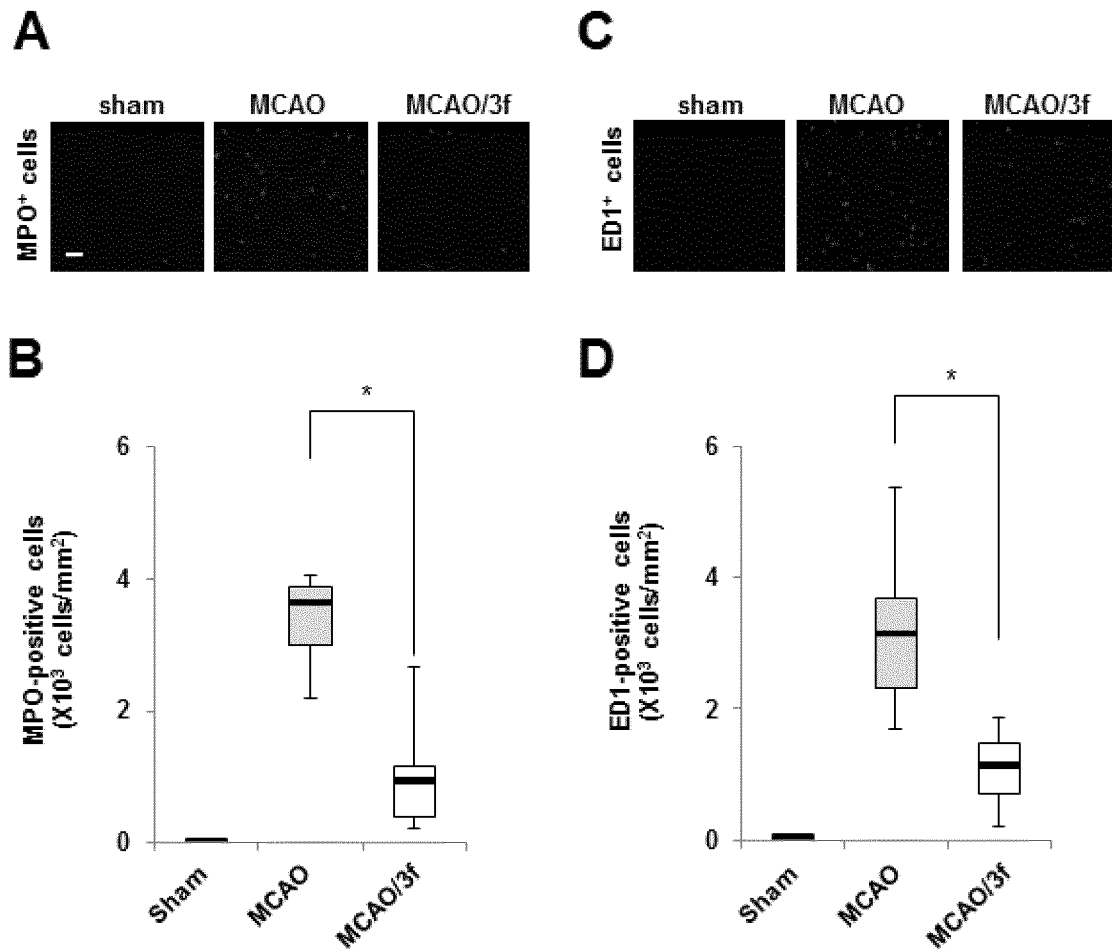 A
sham MCAO MCAO/3f
MPO⁺ cells
B
*
MPO-positive cells
(X10³ cells/mm²)
6
4
2
0
Sham MCAO MCAO/3f
C
sham MCAO MCAO/3f
ED1⁺ cells
D
*
ED1-positive cells
(X10³ cells/mm²)
6
4
2
0
Sham MCAO MCAO/3f